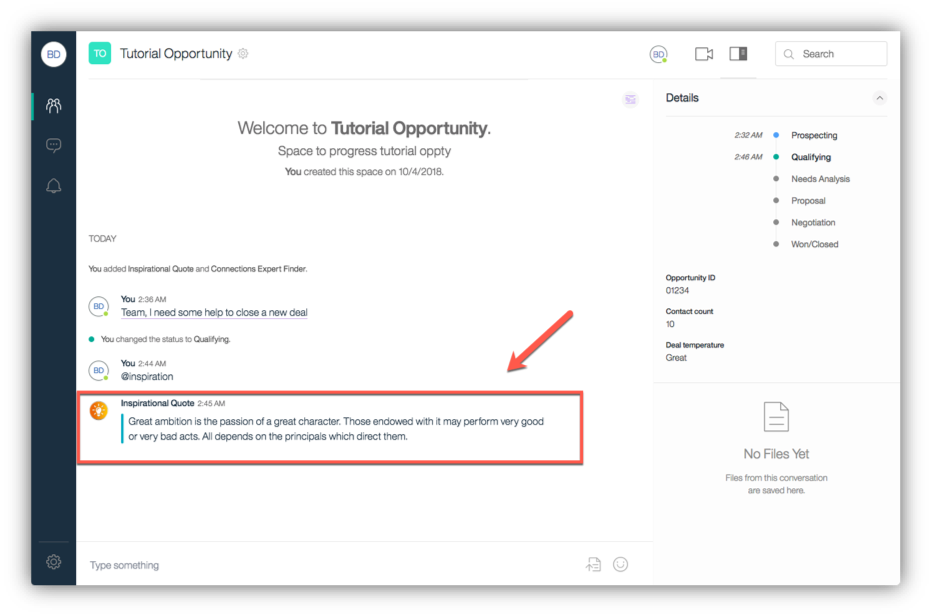 BD
TO
Tutorial Opportunity
BD
Search
Welcome to Tutorial Opportunity.
Space to progress tutorial oppty
You created this space on 10/4/2018.
TODAY
You added Inspirational Quote and Connections Expert Finder.
BD
You 2:36 AM
Team, I need some help to close a new deal
You changed the status to Qualifying.
BD
You 2:44 AM
@inspiration
Inspirational Quote 2:45 AM
Great ambition is the passion of a great character. Those endowed with it may perform very good
or very bad acts. All depends on the principals which direct them.
Type something
Details
2:32 AM Prospecting
2:46 AM Qualifying
Needs Analysis
Proposal
Negotiation
Won/Closed
Opportunity ID
01234
Contact count
10
Deal temperature
Great
No Files Yet
Files from this conversation
are saved here.